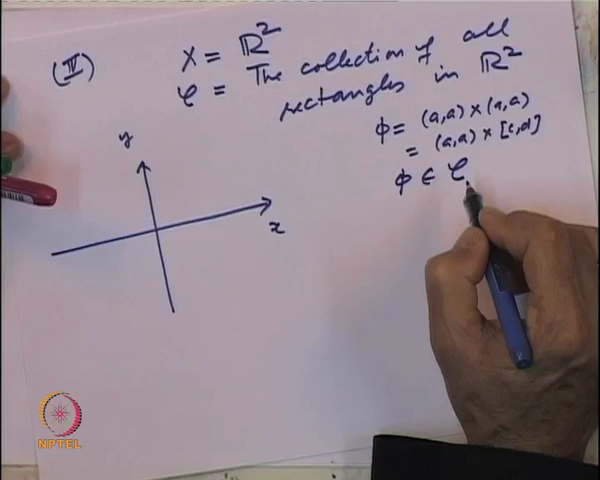 (II)
X = ℝ²
𝒞 = The collection of all
rectangles in ℝ²
ϕ = (a,a) × (a,a)
= (a,a) × [c,d]
ϕ ∈ 𝒞.
y
x
NPTEL